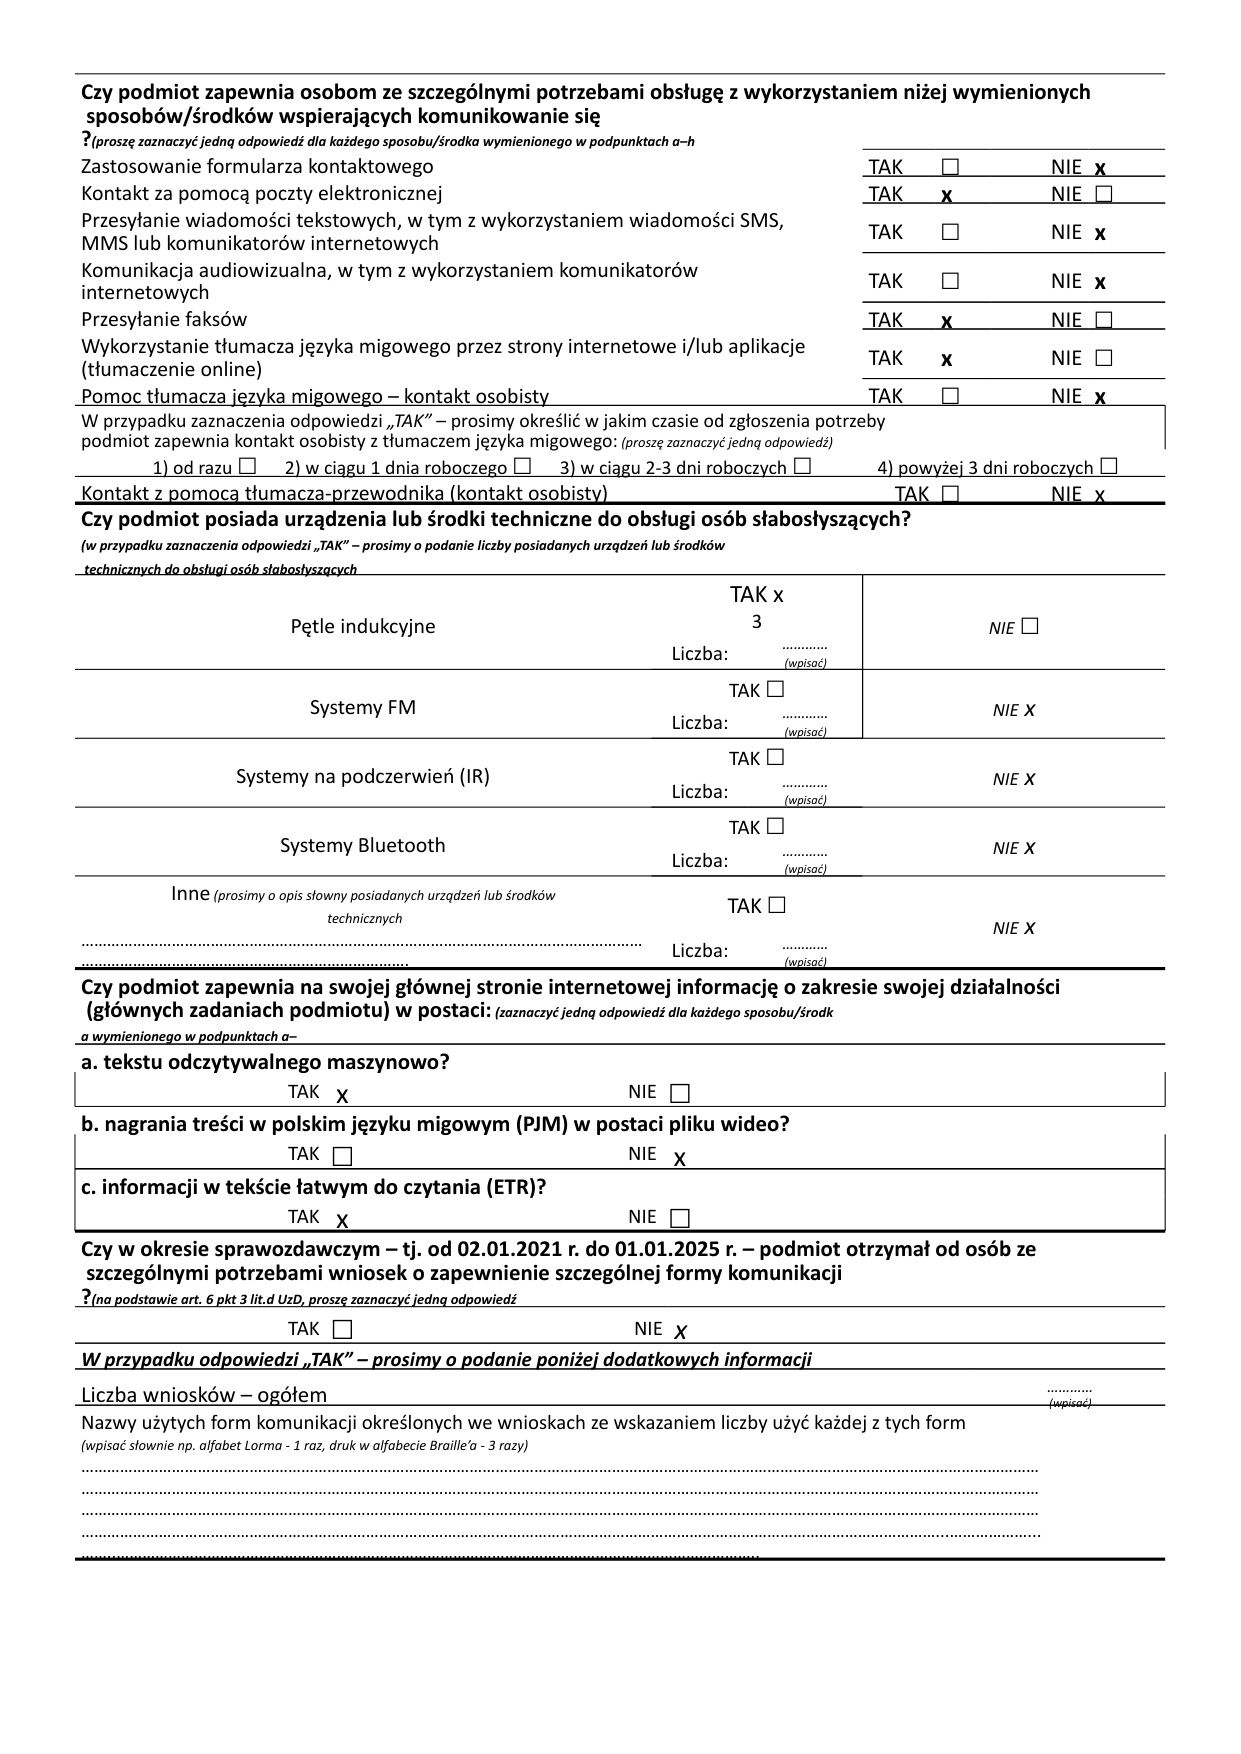 Czy podmiot zapewnia osobom ze szczególnymi potrzebami obsługę z wykorzystaniem niżej wymienionych
sposobów/środków wspierających komunikowanie się
?(proszę zaznaczyć jedną odpowiedź dla każdego sposobu/środka wymienionego w podpunktach a–h
Zastosowanie formularza kontaktowego TAK ☐ NIE x
Kontakt za pomocą poczty elektronicznej TAK x NIE ☐
Przesyłanie wiadomości tekstowych, w tym z wykorzystaniem wiadomości SMS,
MMS lub komunikatorów internetowych TAK ☐ NIE x
Komunikacja audiowizualna, w tym z wykorzystaniem komunikatorów
internetowych TAK ☐ NIE x
Przesyłanie faksów TAK x NIE ☐
Wykorzystanie tłumacza języka migowego przez strony internetowe i/lub aplikacje
(tłumaczenie online) TAK x NIE ☐
Pomoc tłumacza języka migowego – kontakt osobisty TAK ☐ NIE x
W przypadku zaznaczenia odpowiedzi „TAK” – prosimy określić w jakim czasie od zgłoszenia potrzeby
podmiot zapewnia kontakt osobisty z tłumaczem języka migowego: (proszę zaznaczyć jedną odpowiedź)
1) od razu ☐ 2) w ciągu 1 dnia roboczego ☐ 3) w ciągu 2-3 dni roboczych ☐ 4) powyżej 3 dni roboczych ☐
Kontakt z pomocą tłumacza-przewodnika (kontakt osobisty) TAK ☐ NIE x
Czy podmiot posiada urządzenia lub środki techniczne do obsługi osób słabosłyszących?
(w przypadku zaznaczenia odpowiedzi „TAK” – prosimy o podanie liczby posiadanych urządzeń lub środków
technicznych do obsługi osób słabosłyszących
TAK x
3
Pętle indukcyjne NIE ☐
Liczba: …………
(wpisać)
TAK ☐
Systemy FM NIE x
Liczba: …………
(wpisać)
TAK ☐
Systemy na podczerwień (IR) NIE x
Liczba: …………
(wpisać)
TAK ☐
Systemy Bluetooth NIE x
Liczba: …………
(wpisać)
Inne (prosimy o opis słowny posiadanych urządzeń lub środków
technicznych
TAK ☐ NIE x
…………………………………………………………………………………………………………………………………………
Liczba: …………
……………………………………………………………………………….
(wpisać)
Czy podmiot zapewnia na swojej głównej stronie internetowej informację o zakresie swojej działalności
(głównych zadaniach podmiotu) w postaci: (zaznaczyć jedną odpowiedź dla każdego sposobu/środk
a wymienionego w podpunktach a–
a. tekstu odczytywalnego maszynowo?
TAK x NIE ☐
b. nagrania treści w polskim języku migowym (PJM) w postaci pliku wideo?
TAK ☐ NIE x
c. informacji w tekście łatwym do czytania (ETR)?
TAK x NIE ☐
Czy w okresie sprawozdawczym – tj. od 02.01.2021 r. do 01.01.2025 r. – podmiot otrzymał od osób ze
szczególnymi potrzebami wniosek o zapewnienie szczególnej formy komunikacji
?(na podstawie art. 6 pkt 3 lit.d UzD, proszę zaznaczyć jedną odpowiedź
TAK ☐ NIE x
W przypadku odpowiedzi „TAK” – prosimy o podanie poniżej dodatkowych informacji
Liczba wniosków – ogółem …………
(wpisać)
Nazwy użytych form komunikacji określonych we wnioskach ze wskazaniem liczby użyć każdej z tych form
(wpisać słownie np. alfabet Lorma - 1 raz, druk w alfabecie Braille’a - 3 razy)
……………………………………………………………………………………………………………………………………………………
……………………………………………………………………………………………………………………………………………………
……………………………………………………………………………………………………………………………………………………
……………………………………………………………………………………………………………………………………………………
……………………………………………………………………………………………………………